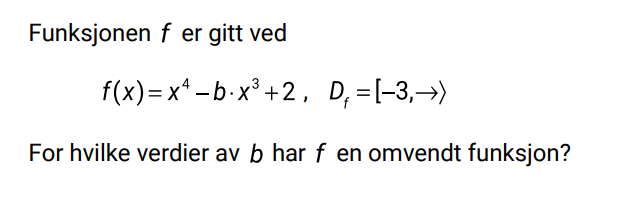 Funksjonen f er gitt ved
f(x)=x⁴–b·x³+2, D_f=[–3,→⟩
For hvilke verdier av b har f en omvendt funksjon?